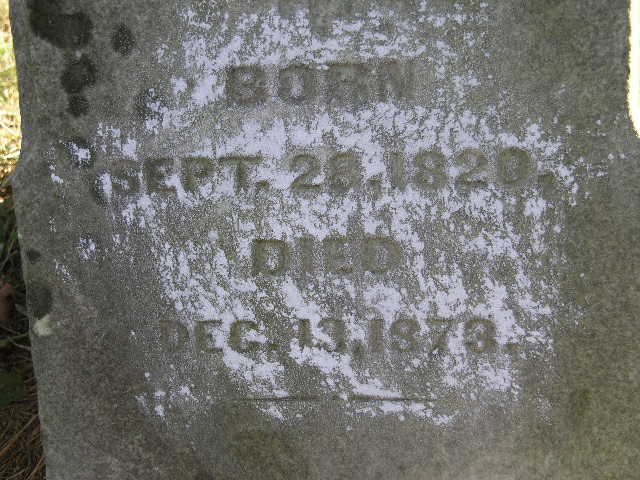 BORN
SEPT. 28, 1820.
DIED
DEC. 13, 1873.